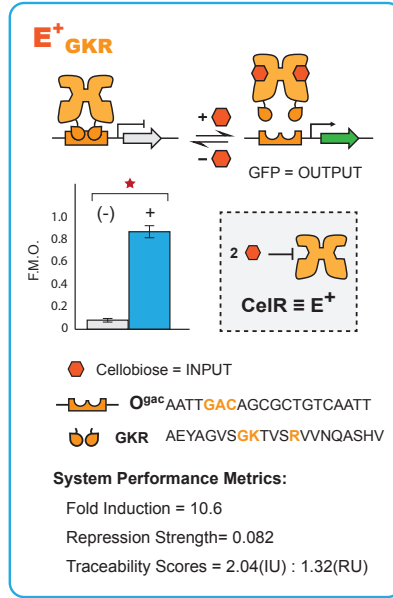 E⁺GKR
+
−
GFP = OUTPUT
F.M.O.
1.0
0.8
0.6
0.4
0.2
0
(-)
+
2
CelR ≡ E⁺
Cellobiose = INPUT
Oᵍᵃᶜ AATTGACAGCGCTGTCAATT
GKR AEYAGVSGKTVSRVVNQASHV
System Performance Metrics:
Fold Induction = 10.6
Repression Strength= 0.082
Traceability Scores = 2.04(IU) : 1.32(RU)